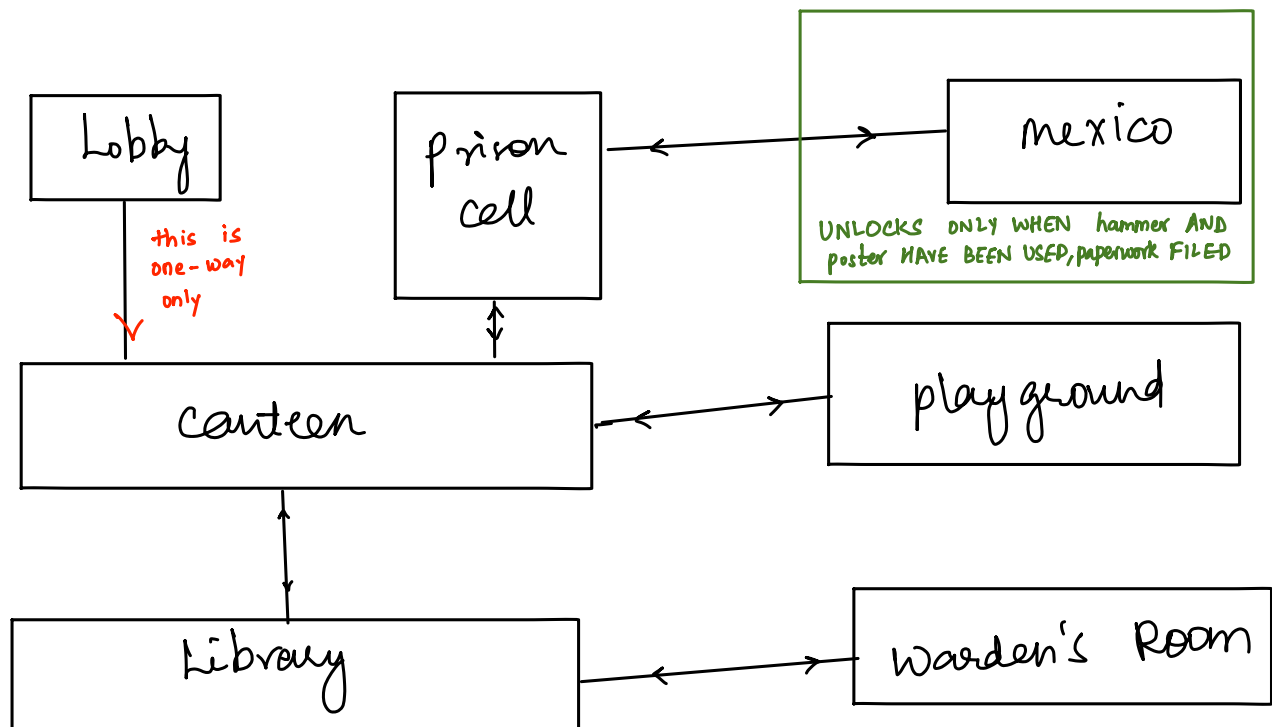 Lobby
Prison
cell
mexico
UNLOCKS ONLY WHEN hammer AND
poster HAVE BEEN USED, paperwork FILED
this is
one-way
only
canteen
playground
Library
Warden's Room